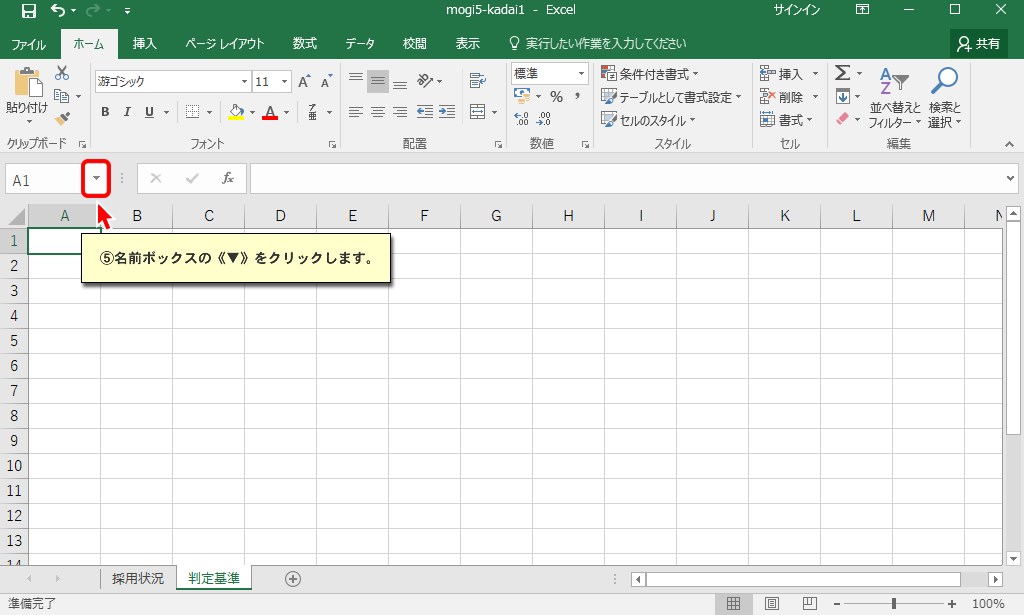 mogi5-kadai1 - Excel
サインイン
ファイル ホーム 挿入 ページ レイアウト 数式 データ 校閲 表示 実行したい作業を入力してください 共有
貼り付け
クリップボード
游ゴシック 11 A A
B I U A
フォント
配置
標準
% ,
数値
条件付き書式
テーブルとして書式設定
セルのスタイル
スタイル
挿入
削除
書式
セル
Σ
並べ替えと
フィルター
検索と
選択
編集
A1 fx
A B C D E F G H I J K L M N
1
⑤名前ボックスの《▼》をクリックします。
2
3
4
5
6
7
8
9
10
11
12
13
14
採用状況 判定基準
準備完了 100%